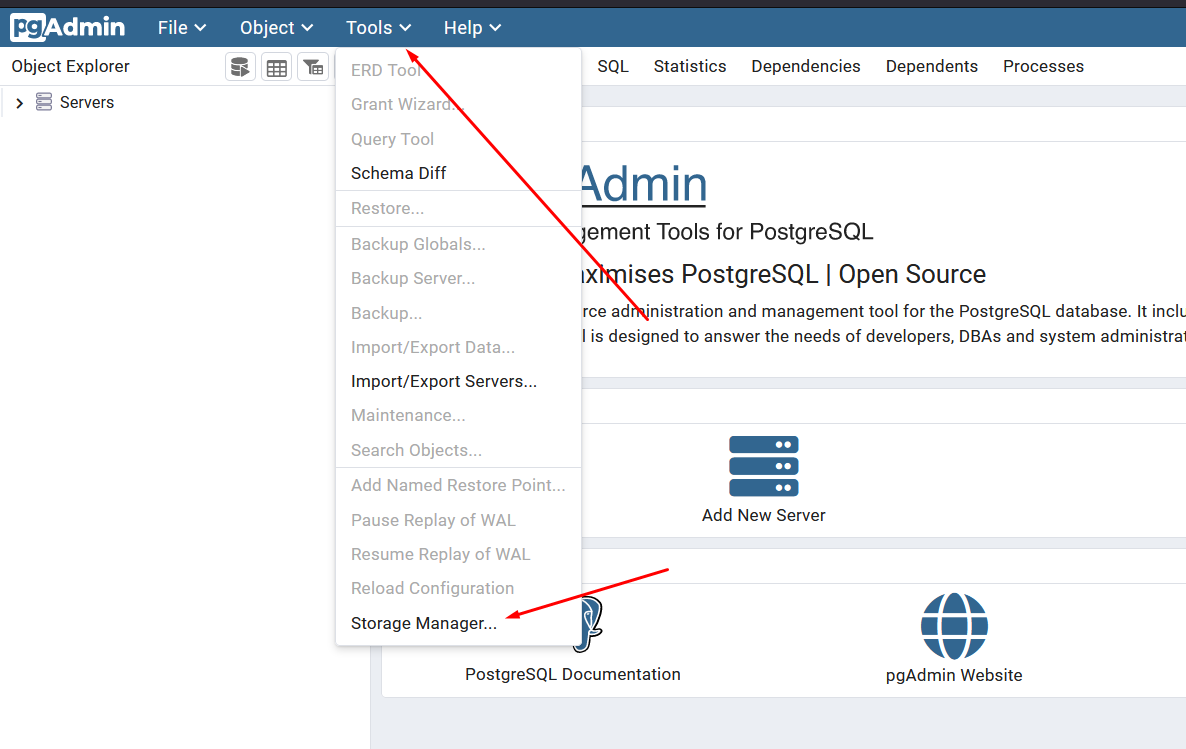 pgAdmin
File
Object
Tools
Help
Object Explorer
SQL
Statistics
Dependencies
Dependents
Processes
Servers
ERD Tool
Grant Wizard...
Query Tool
Schema Diff
Restore...
Backup Globals...
Backup Server...
Backup...
Import/Export Data...
Import/Export Servers...
Maintenance...
Search Objects...
Add Named Restore Point...
Pause Replay of WAL
Resume Replay of WAL
Reload Configuration
Storage Manager...
Admin
gement Tools for PostgreSQL
aximises PostgreSQL | Open Source
rce administration and management tool for the PostgreSQL database. It inclu
l is designed to answer the needs of developers, DBAs and system administrat
Add New Server
PostgreSQL Documentation
pgAdmin Website